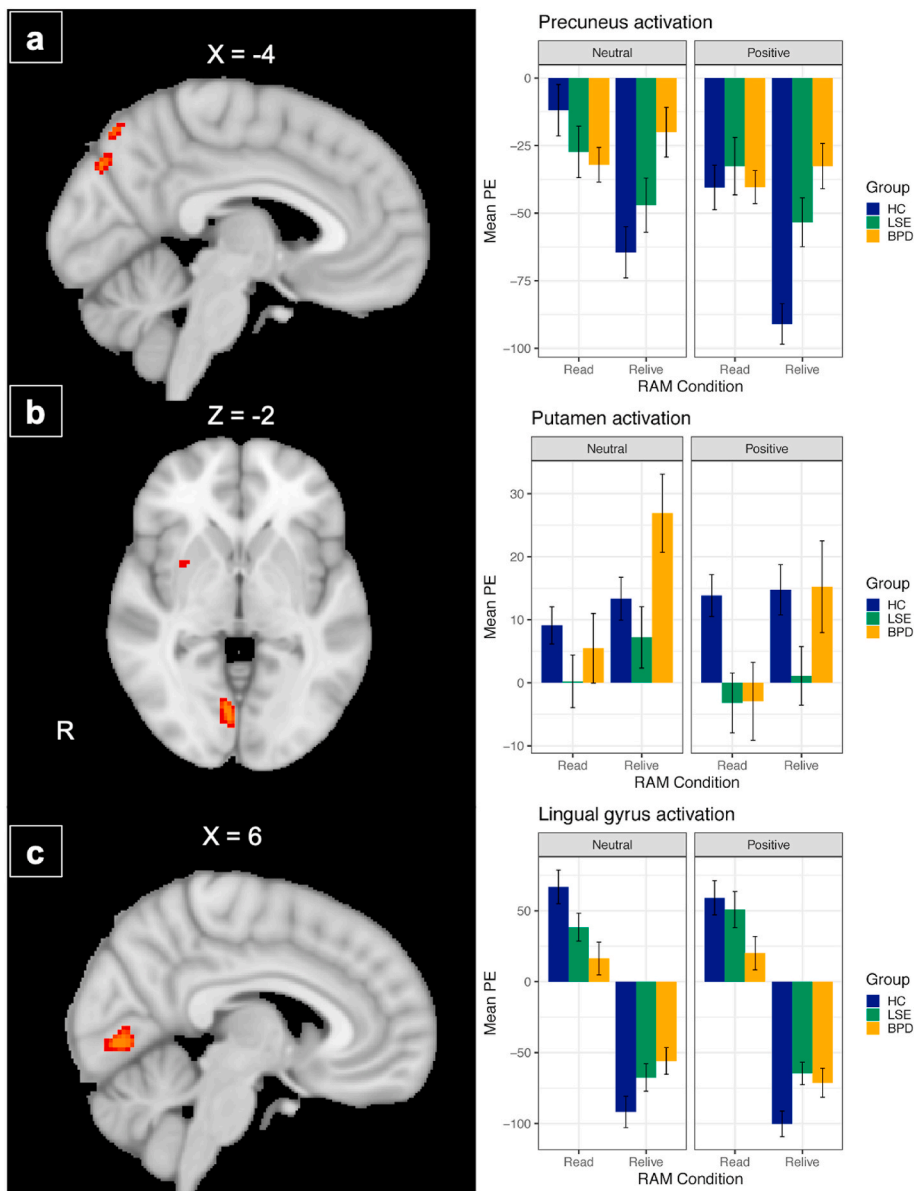 a
X = -4
Precuneus activation
Neutral Positive
0
−25
−50
−75
−100
Mean PE
Read Relive Read Relive
RAM Condition
Group
HC
LSE
BPD
b
Z = -2
R
Putamen activation
Neutral Positive
30
20
10
0
−10
Mean PE
Read Relive Read Relive
RAM Condition
Group
HC
LSE
BPD
c
X = 6
Lingual gyrus activation
Neutral Positive
50
0
−50
−100
Mean PE
Read Relive Read Relive
RAM Condition
Group
HC
LSE
BPD